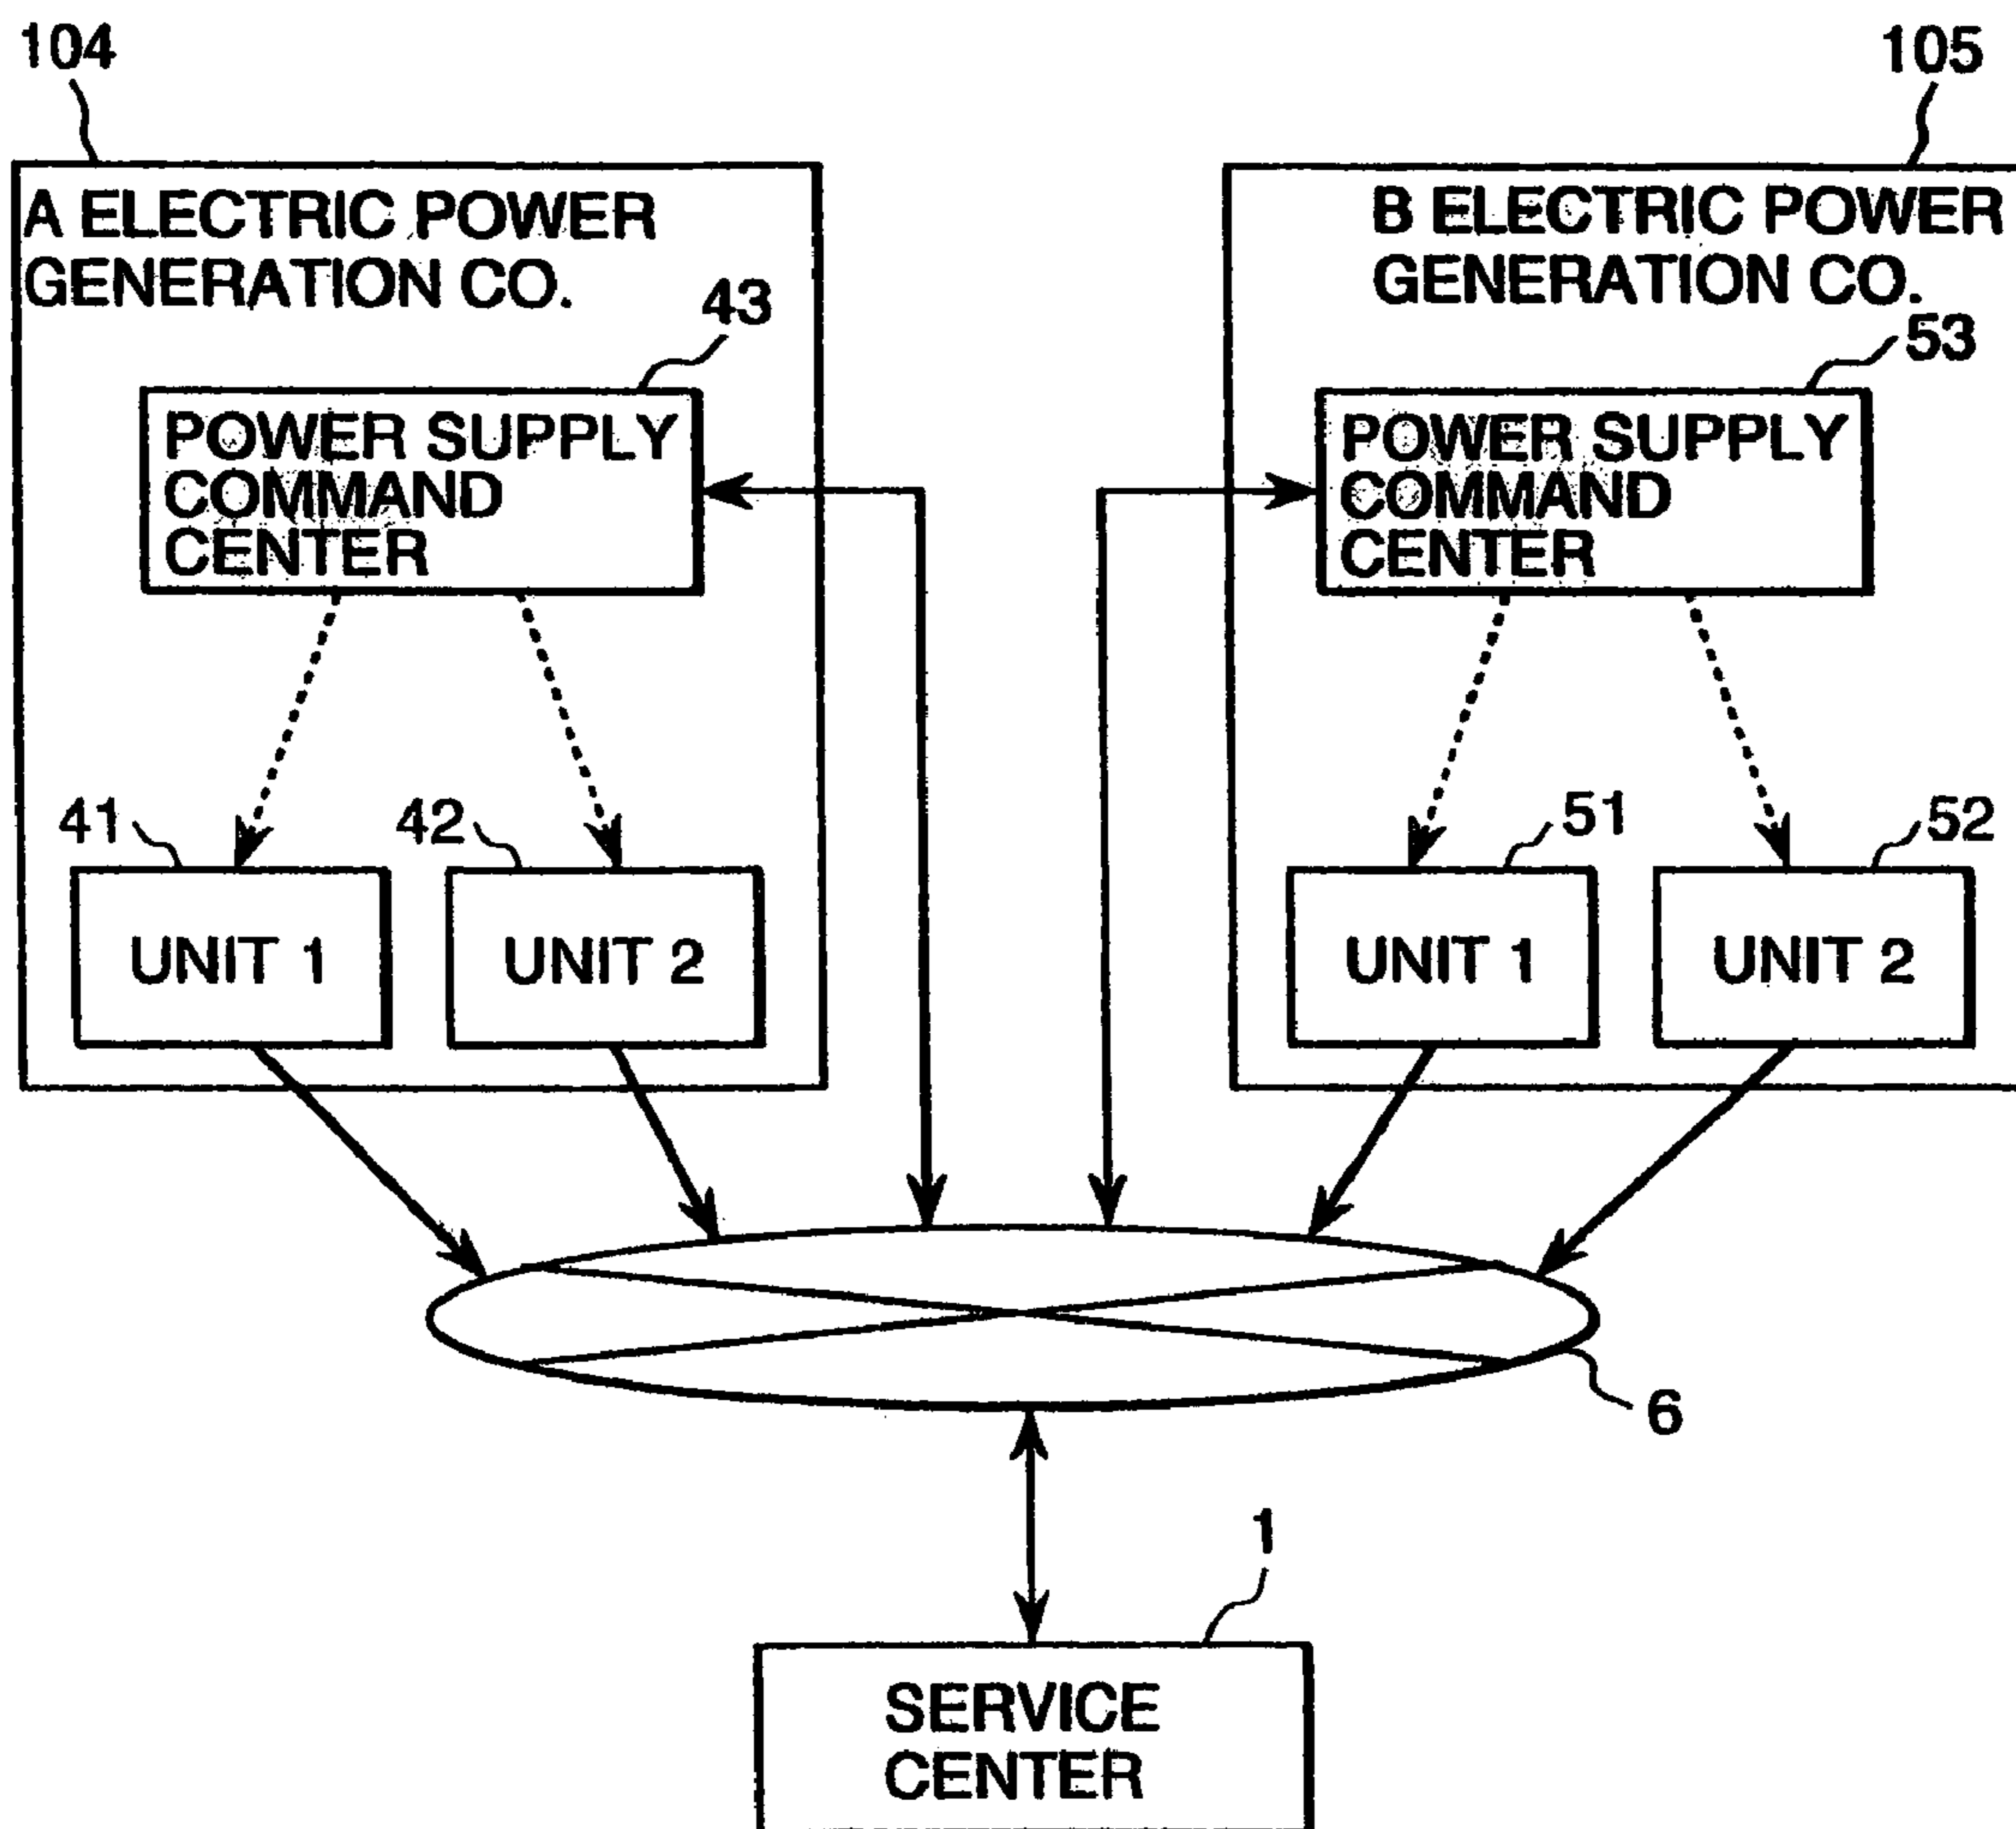 104
105
A ELECTRIC POWER
GENERATION CO.
B ELECTRIC POWER
GENERATION CO.
43
53
POWER SUPPLY
COMMAND
CENTER
POWER SUPPLY
COMMAND
CENTER
41
42
51
52
UNIT 1
UNIT 2
UNIT 1
UNIT 2
6
1
SERVICE
CENTER